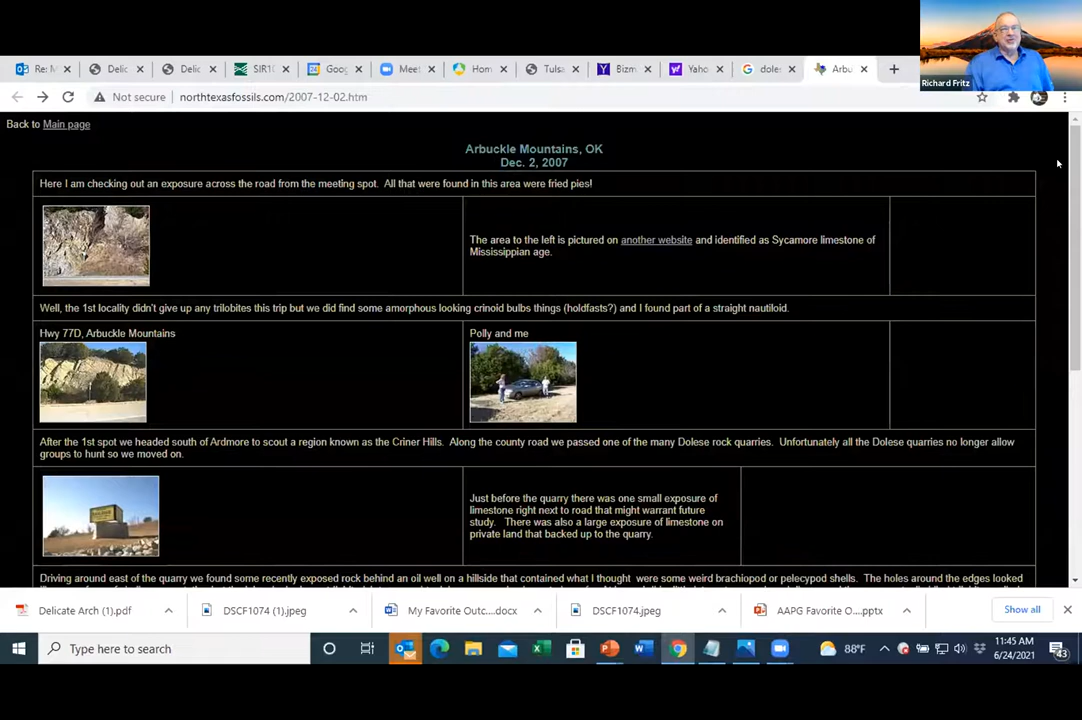 Re: M
Delic
Delic
SIR1
Goog
Meet
Hom
Tulsa
Bizm
Yaho
doles
Arbu
Richard Fritz
Not secure
northtexasfossils.com/2007-12-02.htm
Back to Main page
Arbuckle Mountains, OK
Dec. 2, 2007
Here I am checking out an exposure across the road from the meeting spot. All that were found in this area were fried pies!
The area to the left is pictured on another website and identified as Sycamore limestone of
Mississippian age.
Well, the 1st locality didn't give up any trilobites this trip but we did find some amorphous looking crinoid bulbs things (holdfasts?) and I found part of a straight nautiloid.
Hwy 77D, Arbuckle Mountains
Polly and me
After the 1st spot we headed south of Ardmore to scout a region known as the Criner Hills. Along the county road we passed one of the many Dolese rock quarries. Unfortunately all the Dolese quarries no longer allow
groups to hunt so we moved on.
Just before the quarry there was one small exposure of
limestone right next to road that might warrant future
study. There was also a large exposure of limestone on
private land that backed up to the quarry.
Driving around east of the quarry we found some recently exposed rock behind an oil well on a hillside that contained what I thought were some weird brachiopod or pelecypod shells. The holes around the edges looked
Delicate Arch (1).pdf
DSCF1074 (1).jpeg
My Favorite Outc....docx
DSCF1074.jpeg
AAPG Favorite O....pptx
Show all
Type here to search
88°F
11:45 AM
6/24/2021
43